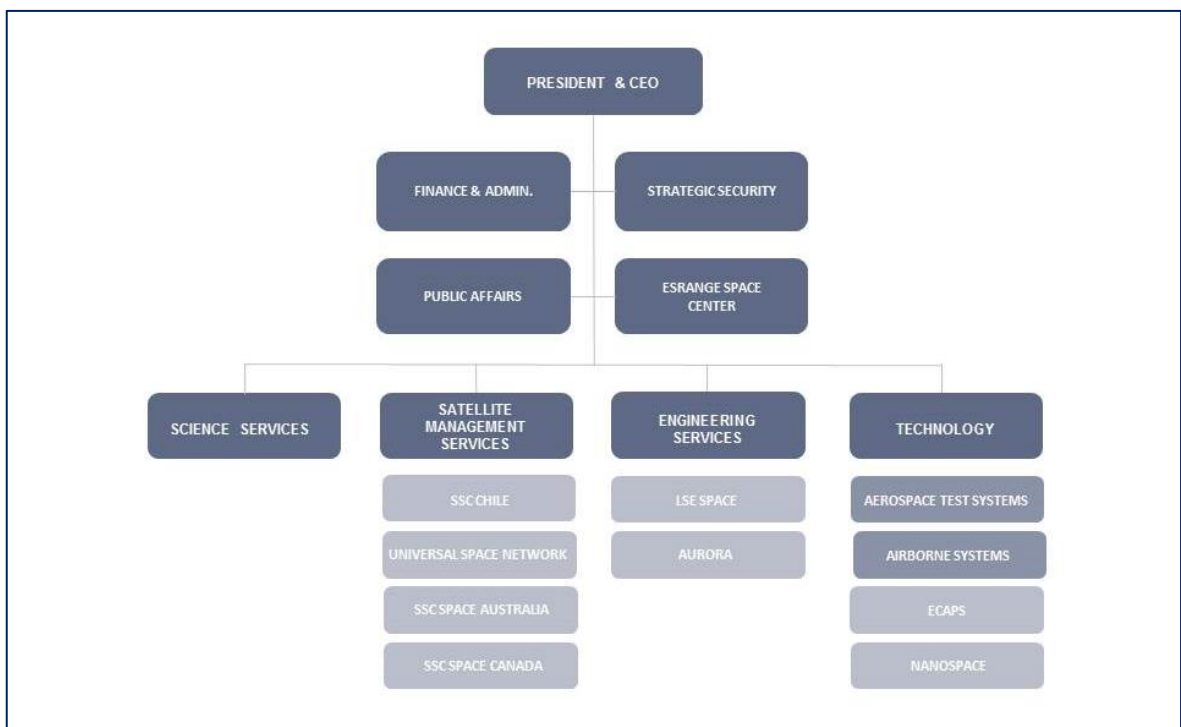 PRESIDENT & CEO
FINANCE & ADMIN.
STRATEGIC SECURITY
PUBLIC AFFAIRS
ESRANGE SPACE
CENTER
SCIENCE SERVICES
SATELLITE
MANAGEMENT
SERVICES
ENGINEERING
SERVICES
TECHNOLOGY
SSC CHILE
UNIVERSAL SPACE NETWORK
SSC SPACE AUSTRALIA
SSC SPACE CANADA
LSE SPACE
AURORA
AEROSPACE TEST SYSTEMS
AIRBORNE SYSTEMS
ECAPS
NANOSPACE